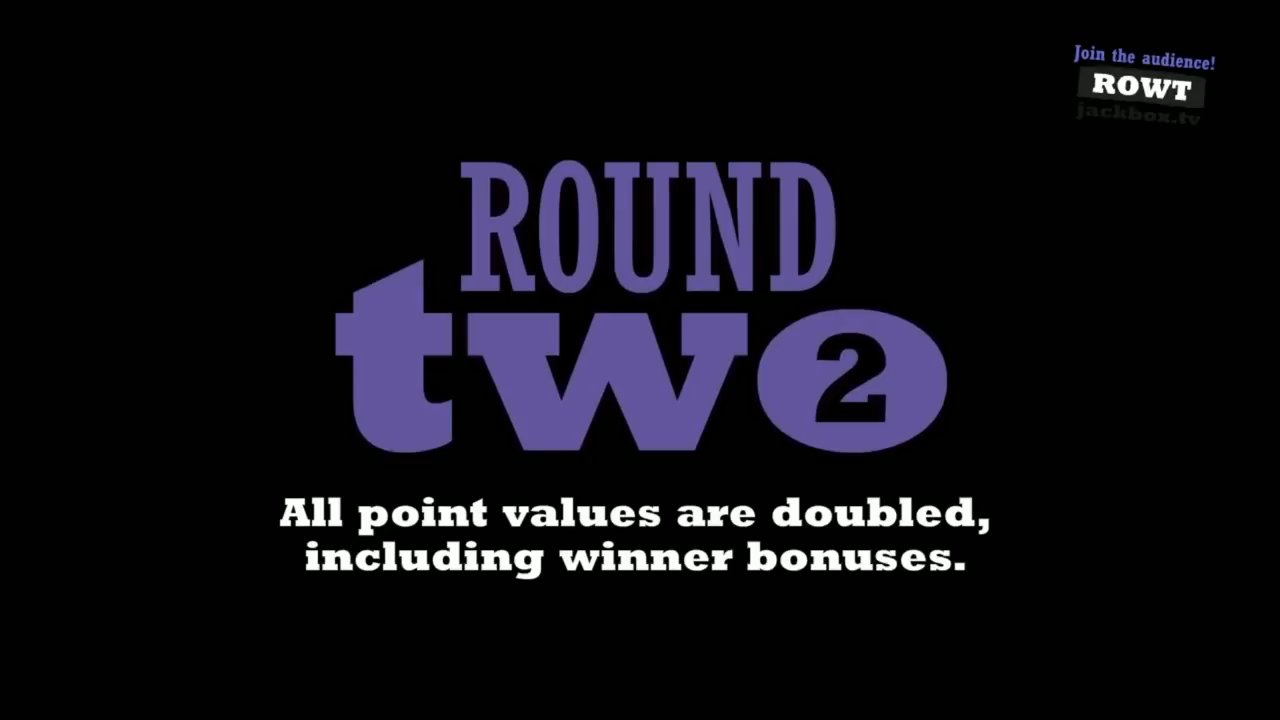 Join the audience!
ROWT
jackbox.tv
ROUND
two
2
All point values are doubled,
including winner bonuses.